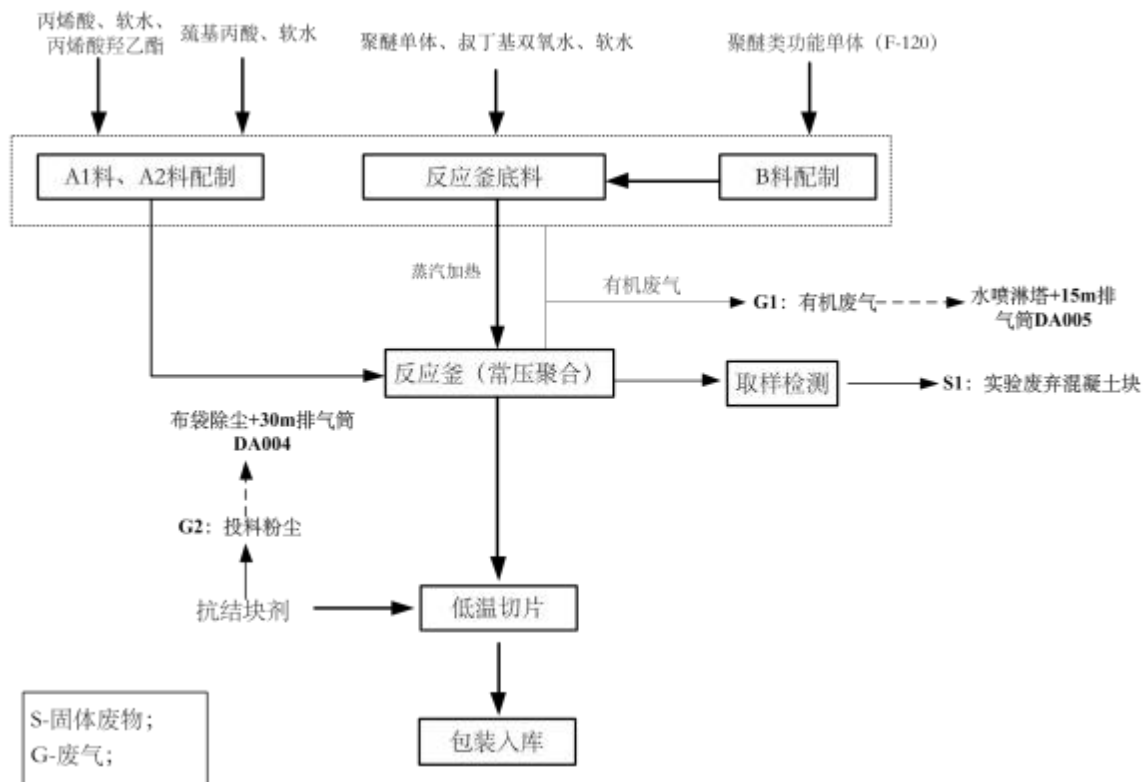 丙烯酸、软水、
丙烯酸羟乙酯
巯基丙酸、软水
聚醚单体、叔丁基双氧水、软水
聚醚类功能单体（F-120）
A1料、A2料配制
反应釜底料
B料配制
蒸汽加热
有机废气
G1：有机废气
水喷淋塔+15m排
气筒DA005
反应釜（常压聚合）
取样检测
S1：实验废弃混凝土块
布袋除尘+30m排气筒
DA004
G2：投料粉尘
抗结块剂
低温切片
包装入库
S-固体废物；
G-废气；